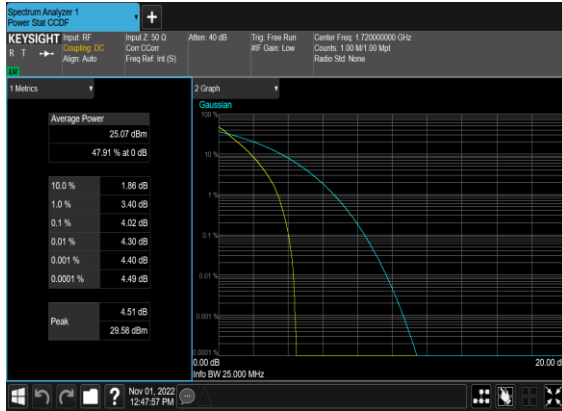 Spectrum Analyzer 1
Power Stat CCDF
+
KEYSIGHT
R T
LU
Input: RF
Coupling: DC
Align: Auto
Input Z: 50 Ω
Corr CCorr
Freq Ref: Int (S)
Atten: 40 dB
Trig: Free Run
#IF Gain: Low
Center Freq: 1.720000000 GHz
Counts: 1.00 M/1.00 Mpt
Radio Std: None
1 Metrics
Average Power
25.07 dBm
47.91 % at 0 dB
10.0 % 1.86 dB
1.0 % 3.40 dB
0.1 % 4.02 dB
0.01 % 4.30 dB
0.001 % 4.40 dB
0.0001 % 4.49 dB
Peak
4.51 dB
29.58 dBm
2 Graph
Gaussian
100 %
10 %
1 %
0.1 %
0.01 %
0.001 %
0.0001 %
0.00 dB
20.00 d
Info BW 25.000 MHz
?
Nov 01, 2022
12:47:57 PM